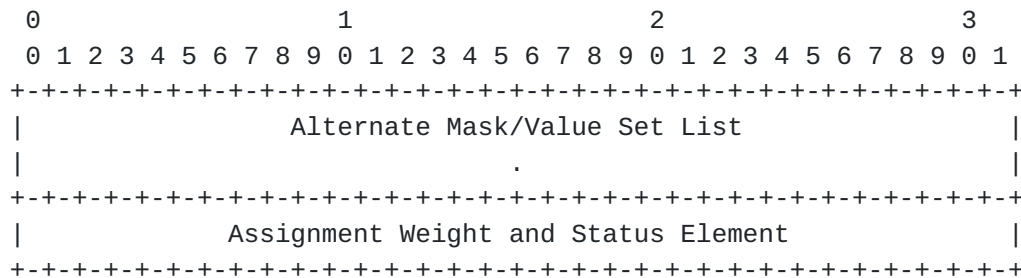 0                   1                   2                   3
 0 1 2 3 4 5 6 7 8 9 0 1 2 3 4 5 6 7 8 9 0 1 2 3 4 5 6 7 8 9 0 1
+-+-+-+-+-+-+-+-+-+-+-+-+-+-+-+-+-+-+-+-+-+-+-+-+-+-+-+-+-+-+-+-+
|                 Alternate Mask/Value Set List                 |
|                               .                               |
+-+-+-+-+-+-+-+-+-+-+-+-+-+-+-+-+-+-+-+-+-+-+-+-+-+-+-+-+-+-+-+-+
|             Assignment Weight and Status Element              |
+-+-+-+-+-+-+-+-+-+-+-+-+-+-+-+-+-+-+-+-+-+-+-+-+-+-+-+-+-+-+-+-+